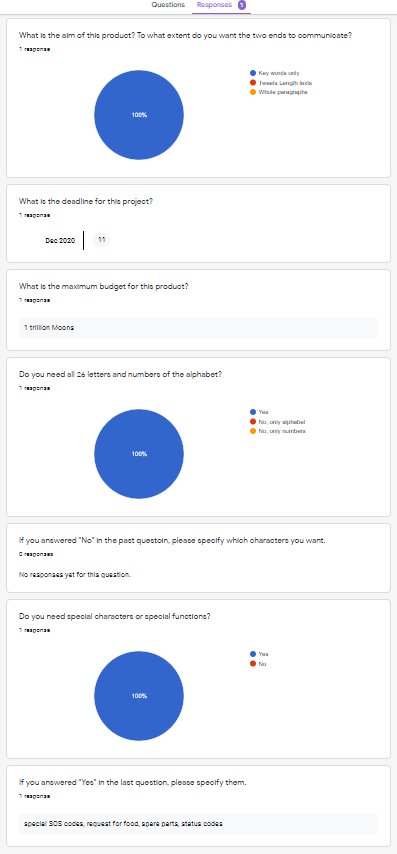 Questions Responses 1
What is the aim of this product? To what extent do you want the two ends to communicate?
1 response
100%
Key words only
Tweets Length texts
Whole paragraphs
What is the deadline for this project?
1 response
Dec 2020 11
What is the maximum budget for this product?
1 response
1 trillion Moons
Do you need all 26 letters and numbers of the alphabet?
1 response
100%
Yes
No, only alphabet
No, only numbers
If you answered "No" in the past questoin, please specify which characters you want.
0 responses
No responses yet for this question.
Do you need special characters or special functions?
1 response
100%
Yes
No
If you answered "Yes" in the last question, please specify them.
1 response
special SOS codes, request for food, spare parts, status codes